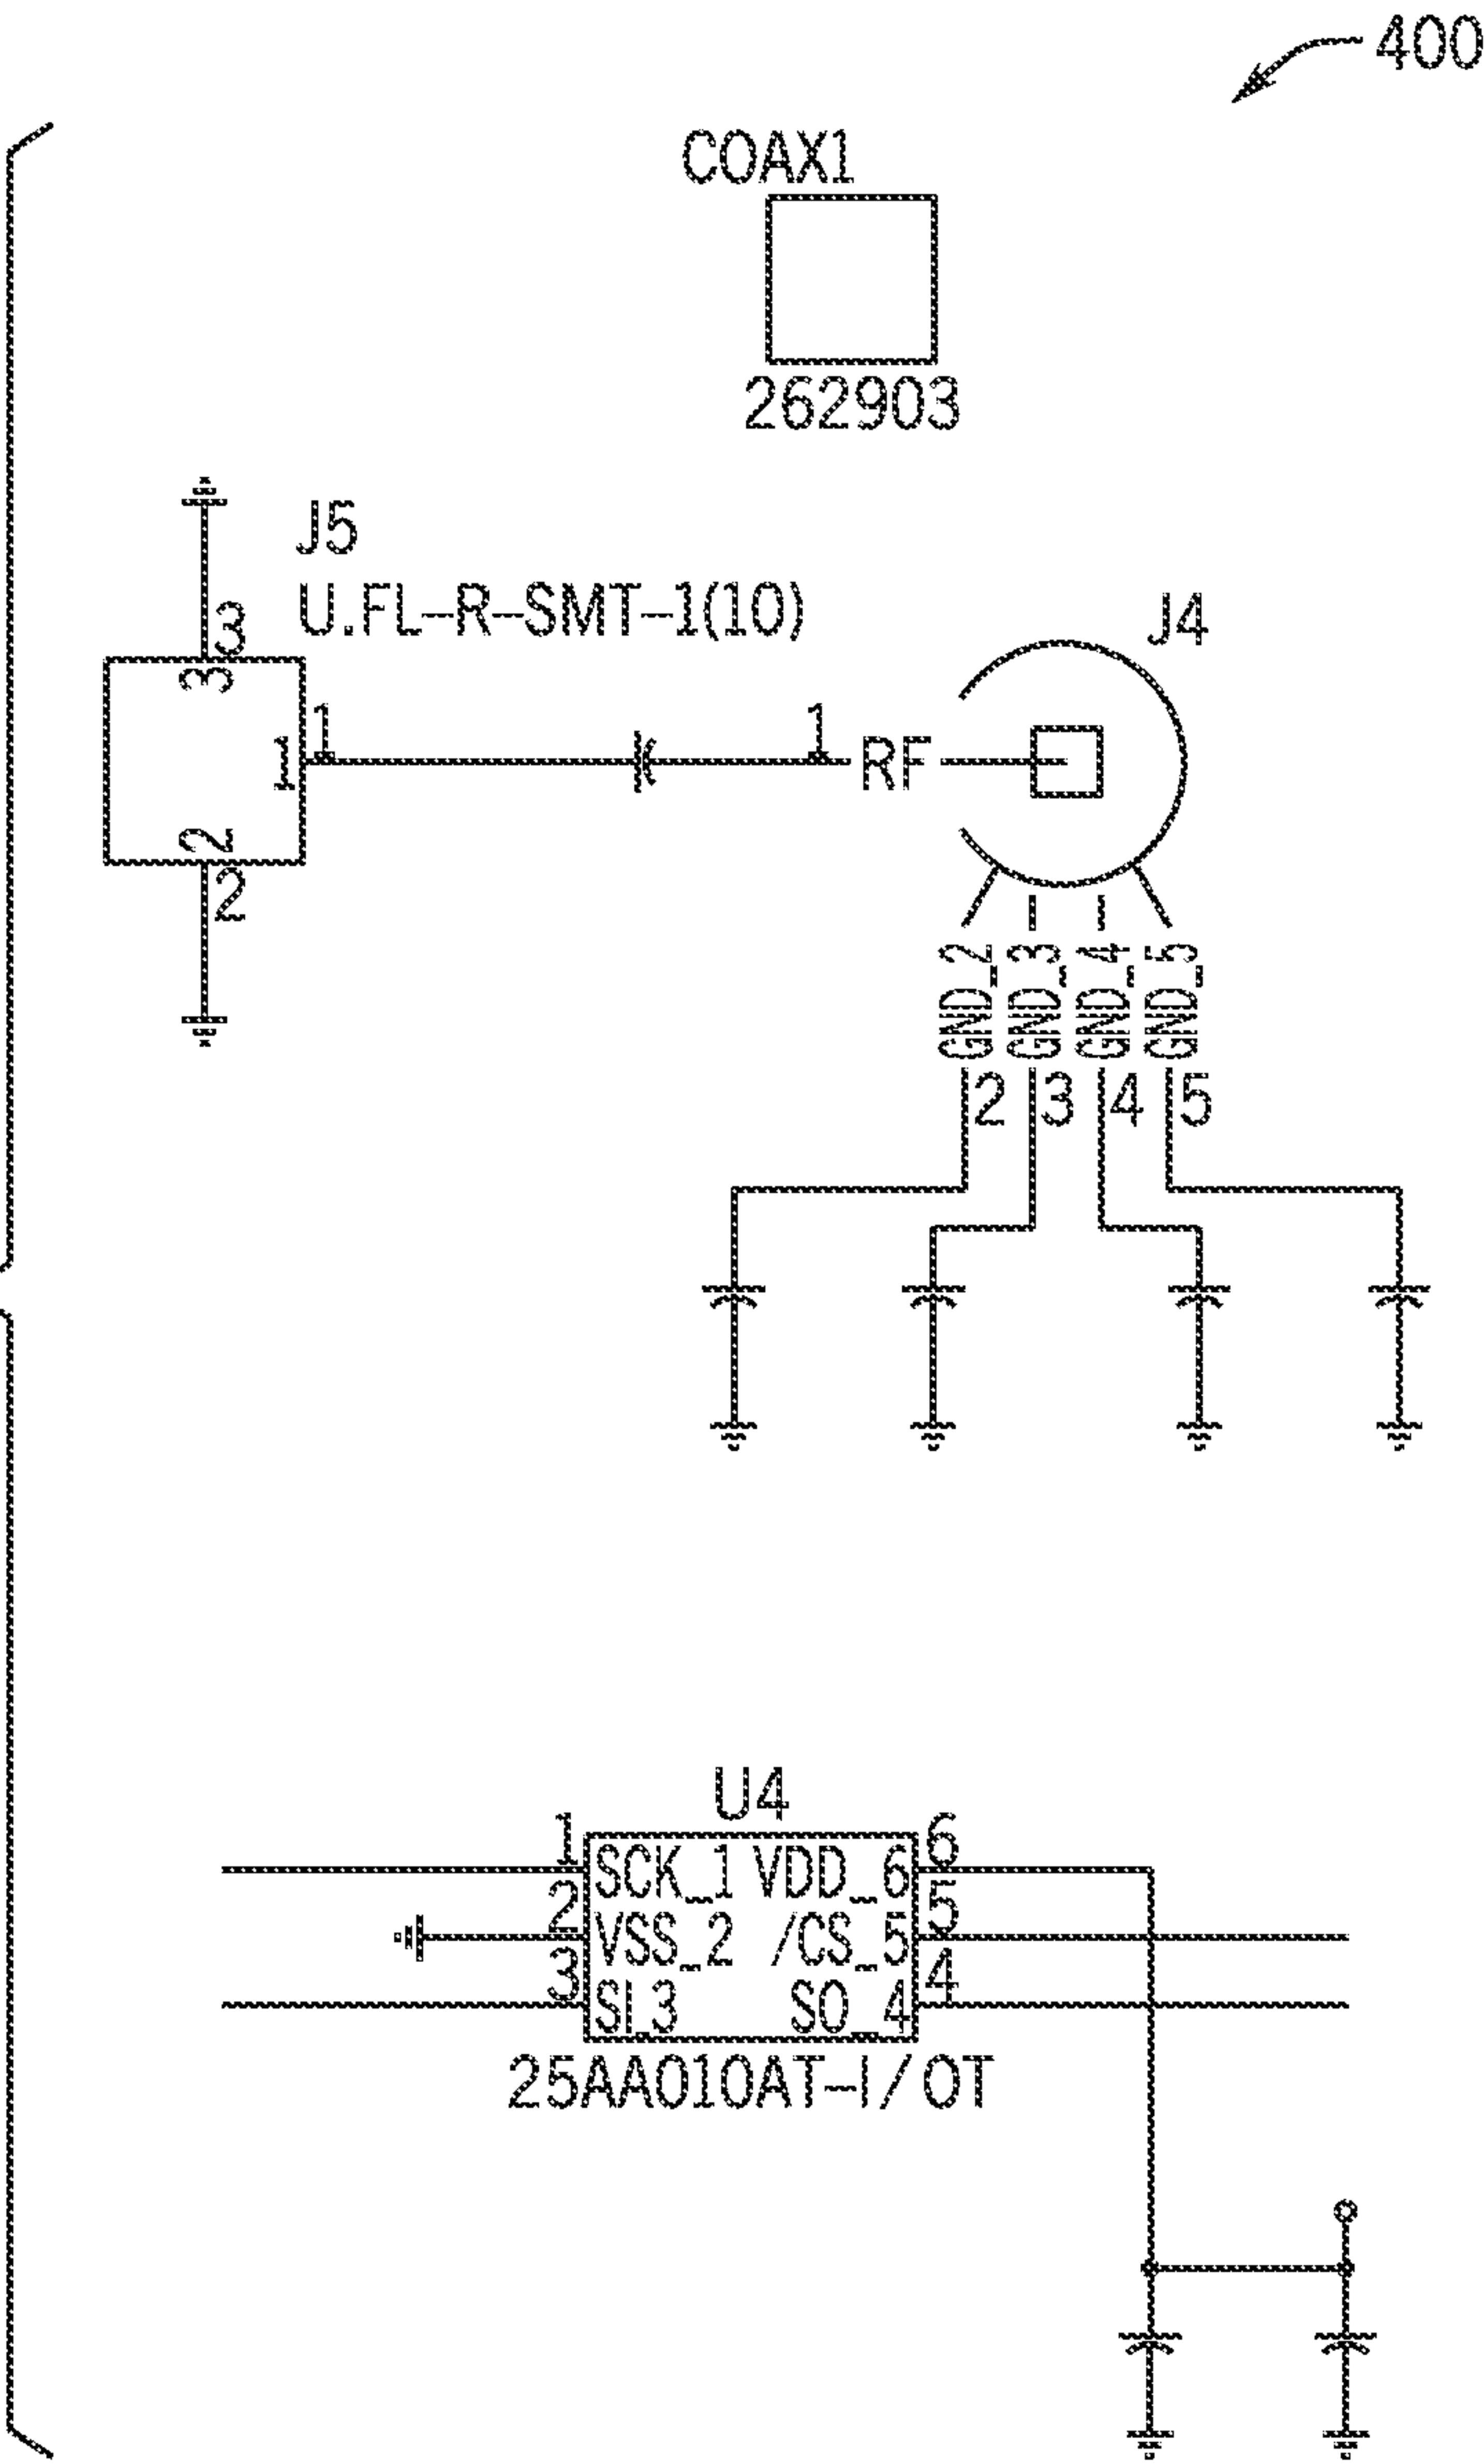 400
COAX1
262903
J5
U.FL-R-SMT-1(10)
J4
3
3
1
1
1
RF
2
2
GND_2
GND_3
GND_4
GND_5
2
3
4
5
U4
1
6
SCK_1 VDD_6
2
5
VSS_2 /CS_5
3
4
SI_3 SO_4
25AA010AT-I/OT